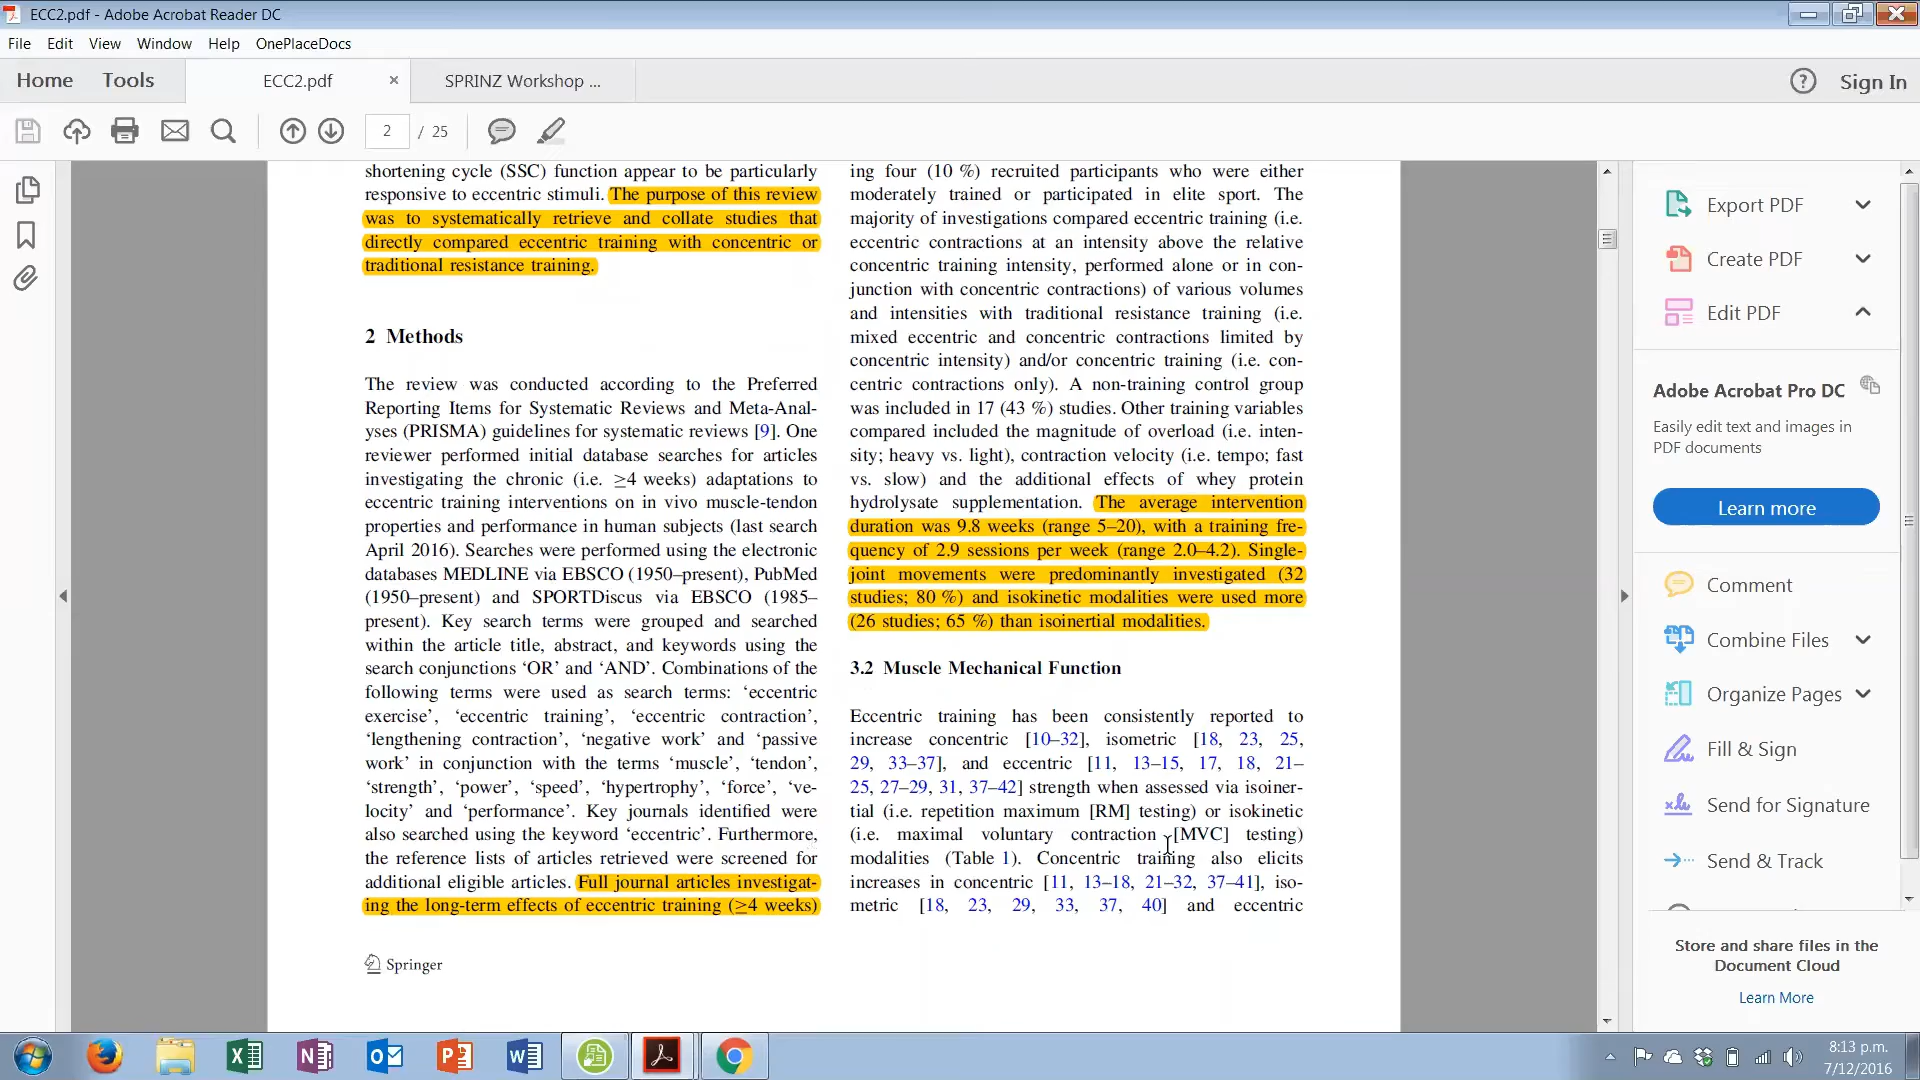 ECC2.pdf - Adobe Acrobat Reader DC
File Edit View Window Help OnePlaceDocs
Home Tools ECC2.pdf × SPRINZ Workshop ... Sign In
2 / 25
shortening cycle (SSC) function appear to be particularly
responsive to eccentric stimuli. The purpose of this review
was to systematically retrieve and collate studies that
directly compared eccentric training with concentric or
traditional resistance training.
2 Methods
The review was conducted according to the Preferred
Reporting Items for Systematic Reviews and Meta-Anal-
yses (PRISMA) guidelines for systematic reviews [9]. One
reviewer performed initial database searches for articles
investigating the chronic (i.e. ≥4 weeks) adaptations to
eccentric training interventions on in vivo muscle-tendon
properties and performance in human subjects (last search
April 2016). Searches were performed using the electronic
databases MEDLINE via EBSCO (1950–present), PubMed
(1950–present) and SPORTDiscus via EBSCO (1985–
present). Key search terms were grouped and searched
within the article title, abstract, and keywords using the
search conjunctions ‘OR’ and ‘AND’. Combinations of the
following terms were used as search terms: ‘eccentric
exercise’, ‘eccentric training’, ‘eccentric contraction’,
‘lengthening contraction’, ‘negative work’ and ‘passive
work’ in conjunction with the terms ‘muscle’, ‘tendon’,
‘strength’, ‘power’, ‘speed’, ‘hypertrophy’, ‘force’, ‘ve-
locity’ and ‘performance’. Key journals identified were
also searched using the keyword ‘eccentric’. Furthermore,
the reference lists of articles retrieved were screened for
additional eligible articles. Full journal articles investigat-
ing the long-term effects of eccentric training (≥4 weeks)
Springer
ing four (10 %) recruited participants who were either
moderately trained or participated in elite sport. The
majority of investigations compared eccentric training (i.e.
eccentric contractions at an intensity above the relative
concentric training intensity, performed alone or in con-
junction with concentric contractions) of various volumes
and intensities with traditional resistance training (i.e.
mixed eccentric and concentric contractions limited by
concentric intensity) and/or concentric training (i.e. con-
centric contractions only). A non-training control group
was included in 17 (43 %) studies. Other training variables
compared included the magnitude of overload (i.e. inten-
sity; heavy vs. light), contraction velocity (i.e. tempo; fast
vs. slow) and the additional effects of whey protein
hydrolysate supplementation. The average intervention
duration was 9.8 weeks (range 5–20), with a training fre-
quency of 2.9 sessions per week (range 2.0–4.2). Single-
joint movements were predominantly investigated (32
studies; 80 %) and isokinetic modalities were used more
(26 studies; 65 %) than isoinertial modalities.
3.2 Muscle Mechanical Function
Eccentric training has been consistently reported to
increase concentric [10–32], isometric [18, 23, 25,
29, 33–37], and eccentric [11, 13–15, 17, 18, 21–
25, 27–29, 31, 37–42] strength when assessed via isoiner-
tial (i.e. repetition maximum [RM] testing) or isokinetic
(i.e. maximal voluntary contraction [MVC] testing)
modalities (Table 1). Concentric training also elicits
increases in concentric [11, 13–18, 21–32, 37–41], iso-
metric [18, 23, 29, 33, 37, 40] and eccentric
Export PDF
Create PDF
Edit PDF
Adobe Acrobat Pro DC
Easily edit text and images in
PDF documents
Learn more
Comment
Combine Files
Organize Pages
Fill & Sign
Send for Signature
Send & Track
Store and share files in the
Document Cloud
Learn More
8:13 p.m.
7/12/2016